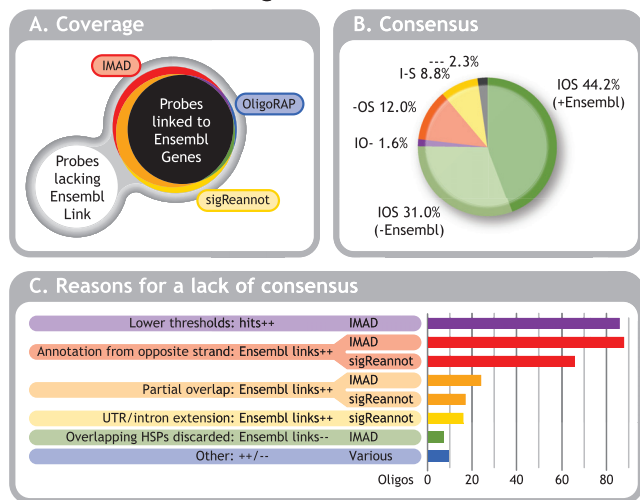 A. Coverage
IMAD
Probes
linked to
Ensembl
Genes
OligoRAP
Probes
lacking
Ensembl
Link
sigReannot
B. Consensus
--- 2.3%
I-S 8.8%
-OS 12.0%
IO- 1.6%
IOS 44.2%
(+Ensembl)
IOS 31.0%
(-Ensembl)
C. Reasons for a lack of consensus
Lower thresholds: hits++ IMAD
Annotation from opposite strand: Ensembl links++ IMAD
sigReannot
Partial overlap: Ensembl links++ IMAD
sigReannot
UTR/intron extension: Ensembl links++ sigReannot
Overlapping HSPs discarded: Ensembl links-- IMAD
Other: ++/-- Various
Oligos 0 20 40 60 80